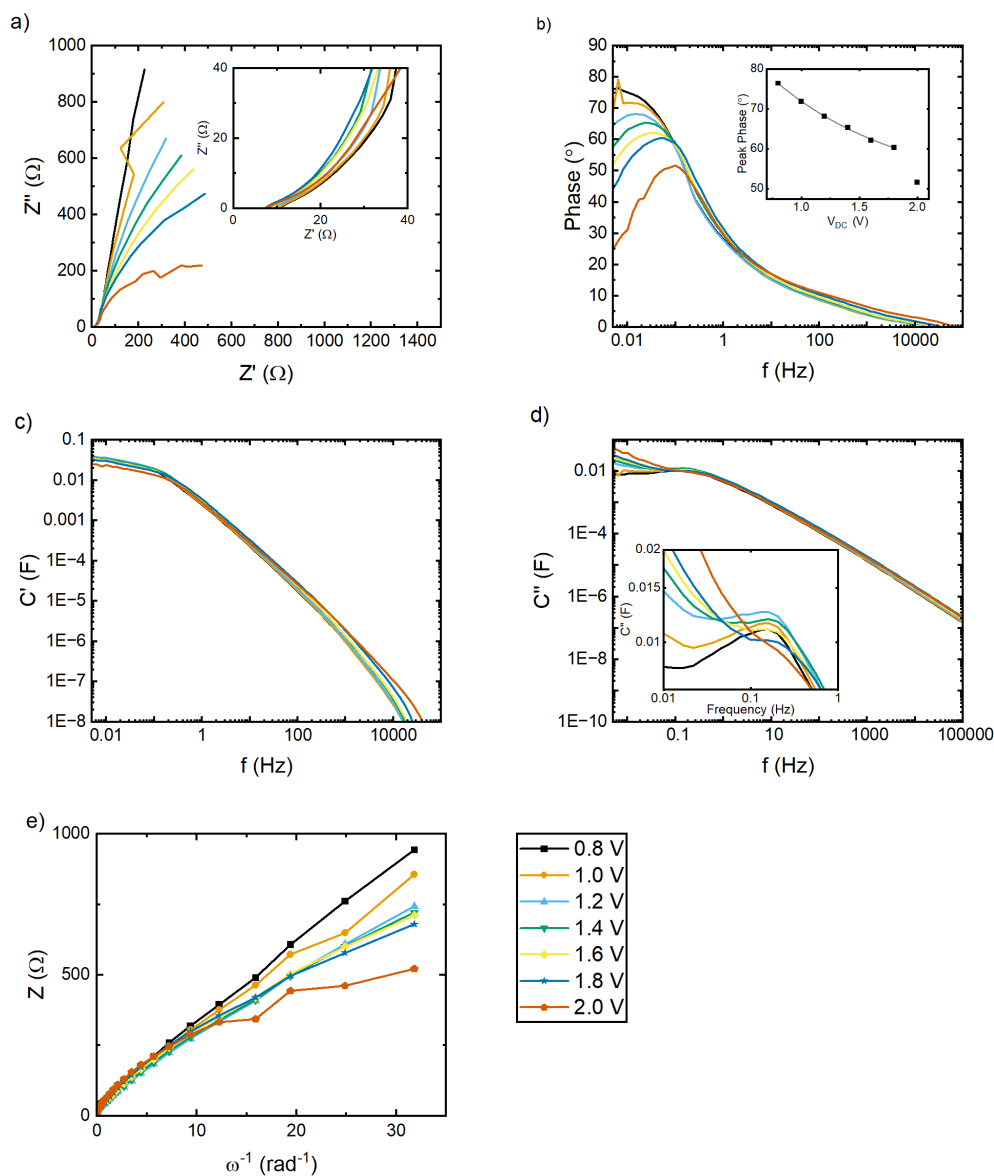 a)
1000
800
600
400
200
0
Z'' (Ω)
0 200 400 600 800 1000 1200 1400
Z' (Ω)
40
20
0
Z'' (Ω)
0 20 40
Z' (Ω)
b)
90
80
70
60
50
40
30
20
10
0
Phase (°)
0.01 1 100 10000
f (Hz)
80
70
60
50
Peak Phase (°)
1.0 1.5 2.0
V_DC (V)
c)
0.1
0.01
0.001
1E-4
1E-5
1E-6
1E-7
1E-8
C' (F)
0.01 1 100 10000
f (Hz)
d)
0.01
1E-4
1E-6
1E-8
1E-10
C'' (F)
0.1 10 1000 100000
f (Hz)
0.02
0.015
0.01
C'' (F)
0.01 0.1 1
Frequency (Hz)
e)
1000
500
0
Z (Ω)
0 10 20 30
ω⁻¹ (rad⁻¹)
0.8 V
1.0 V
1.2 V
1.4 V
1.6 V
1.8 V
2.0 V